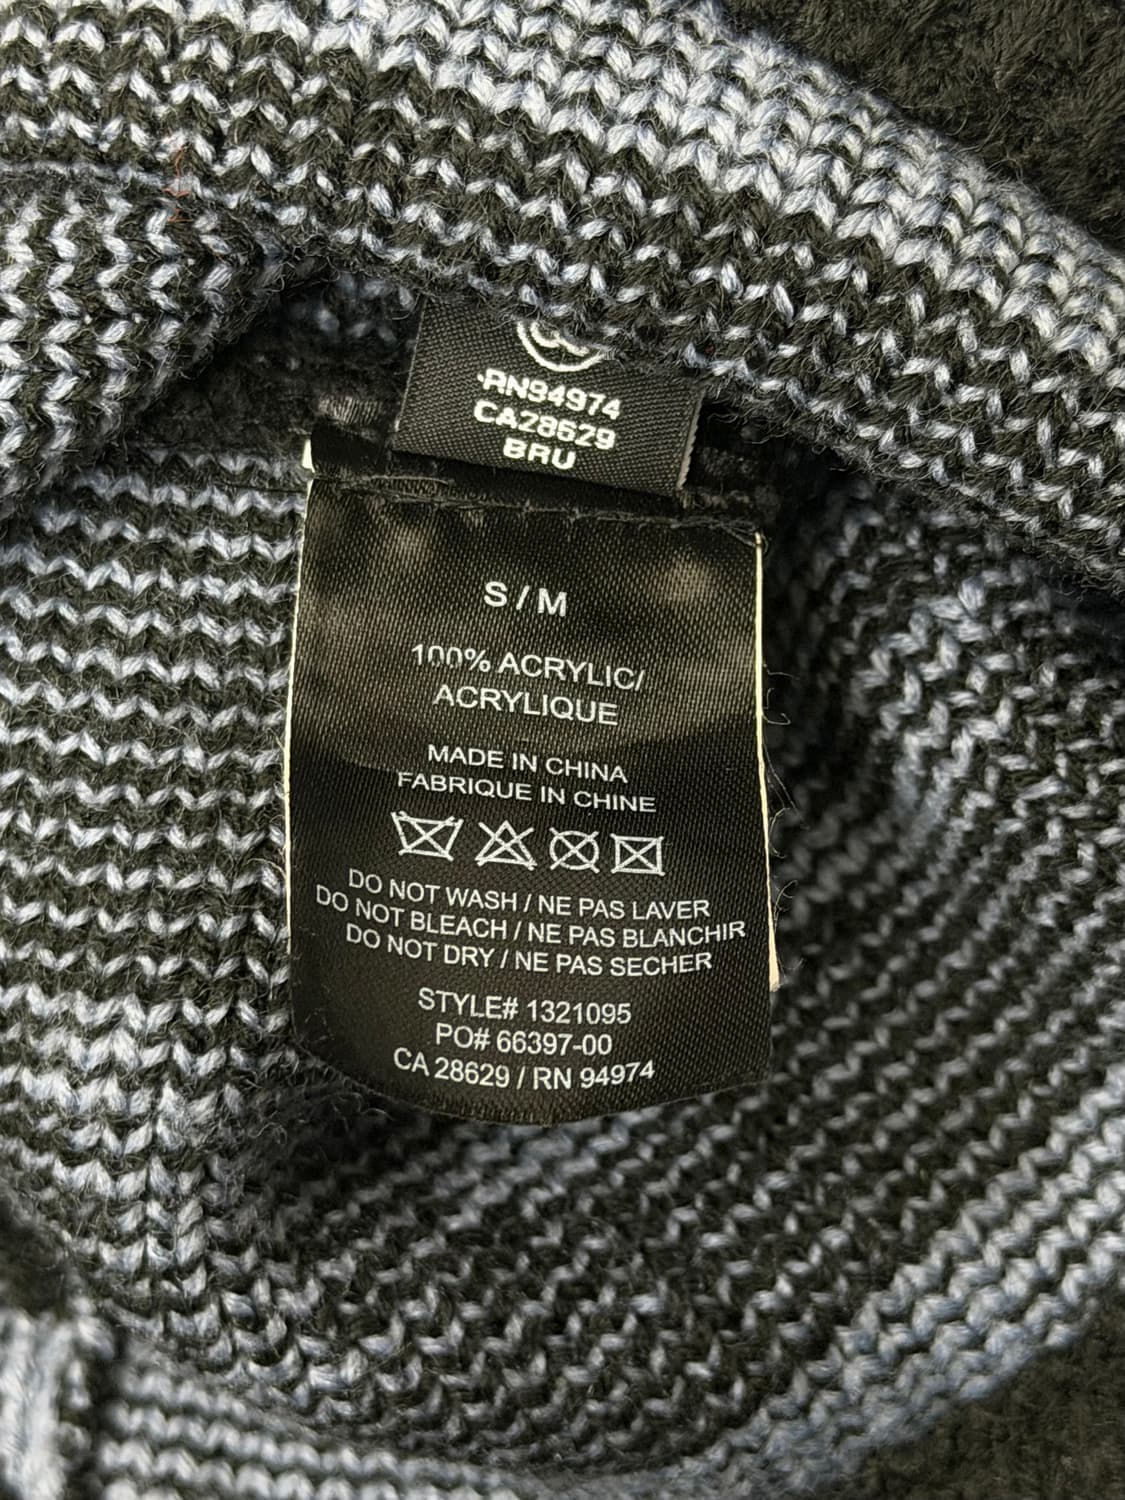 RN94974
CA28629
BRU
S / M
100% ACRYLIC/
ACRYLIQUE
MADE IN CHINA
FABRIQUE IN CHINE
DO NOT WASH / NE PAS LAVER
DO NOT BLEACH / NE PAS BLANCHIR
DO NOT DRY / NE PAS SECHER
STYLE# 1321095
PO# 66397-00
CA 28629 / RN 94974